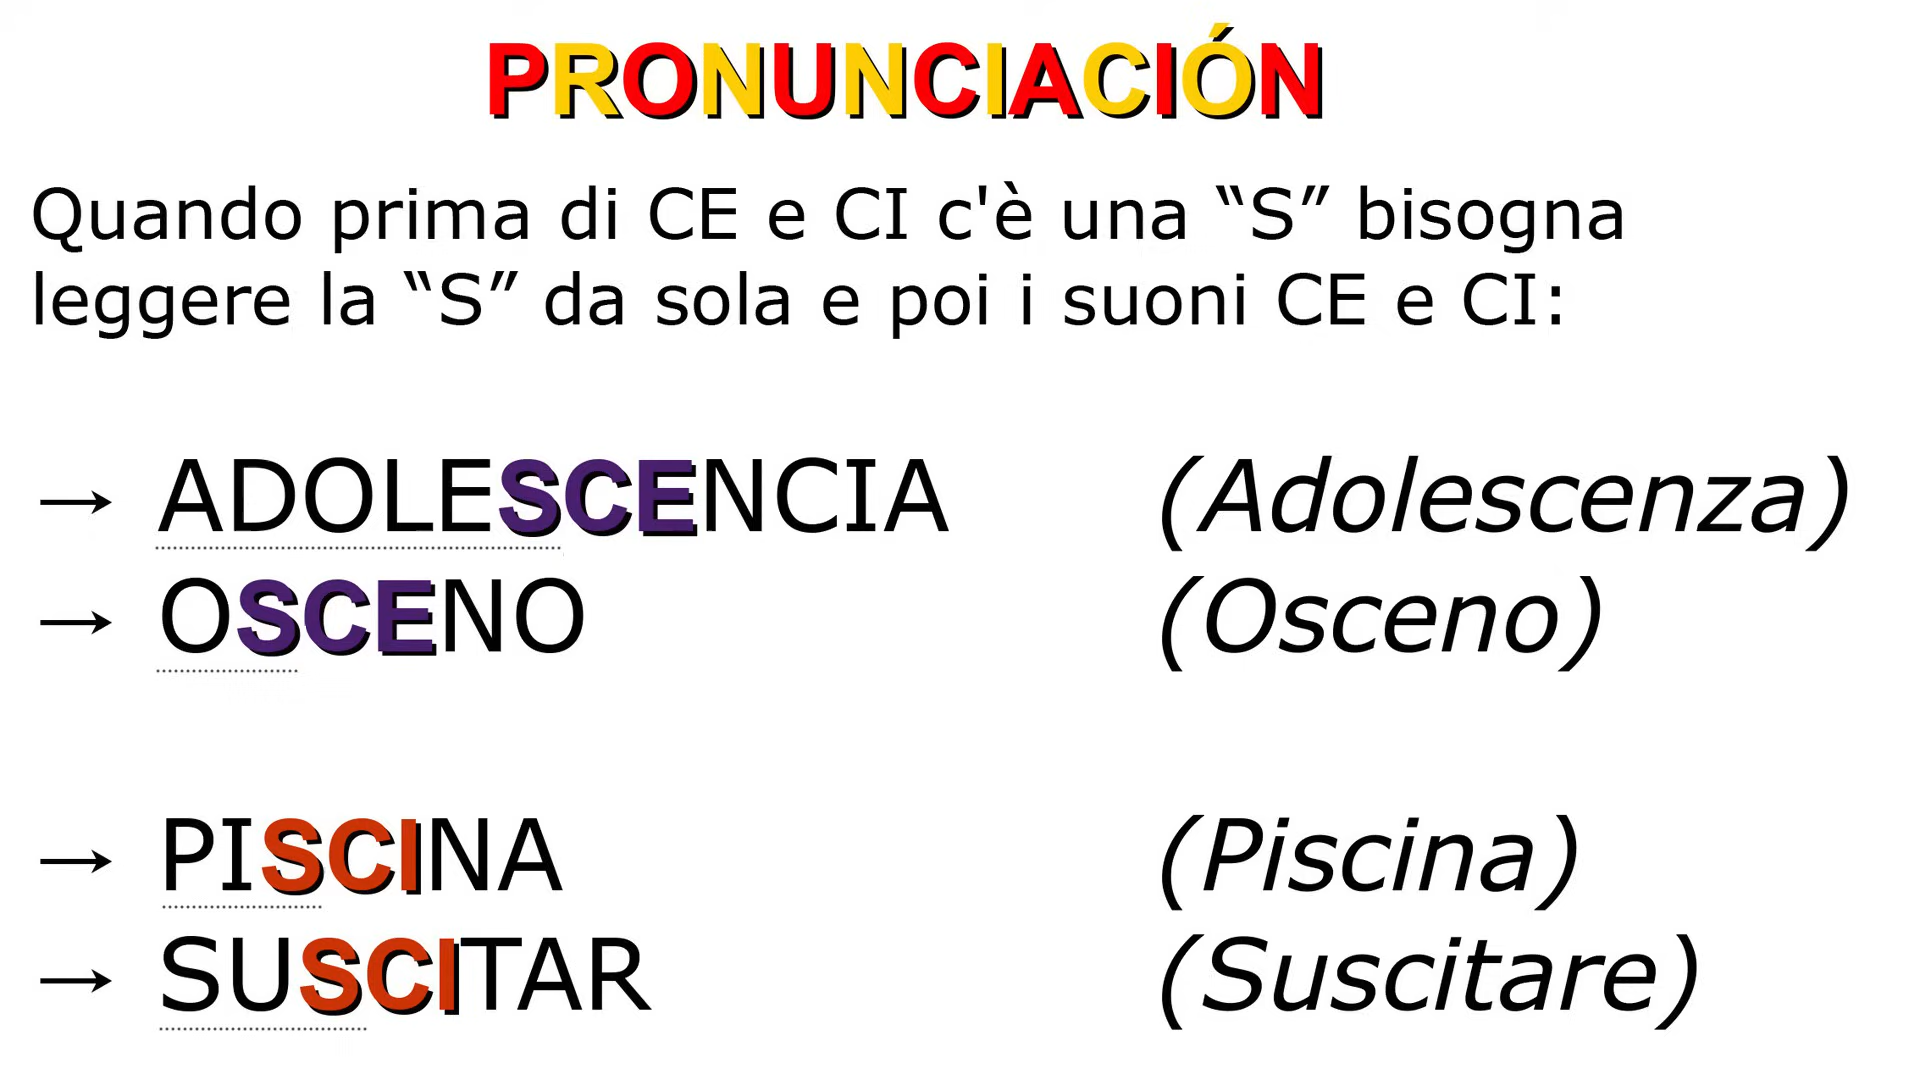 PRONUNCIACIÓN
Quando prima di CE e CI c'è una “S” bisogna
leggere la “S” da sola e poi i suoni CE e CI:
→ ADOLESCENCIA (Adolescenza)
→ OSCENO (Osceno)
→ PISCINA (Piscina)
→ SUSCITAR (Suscitare)